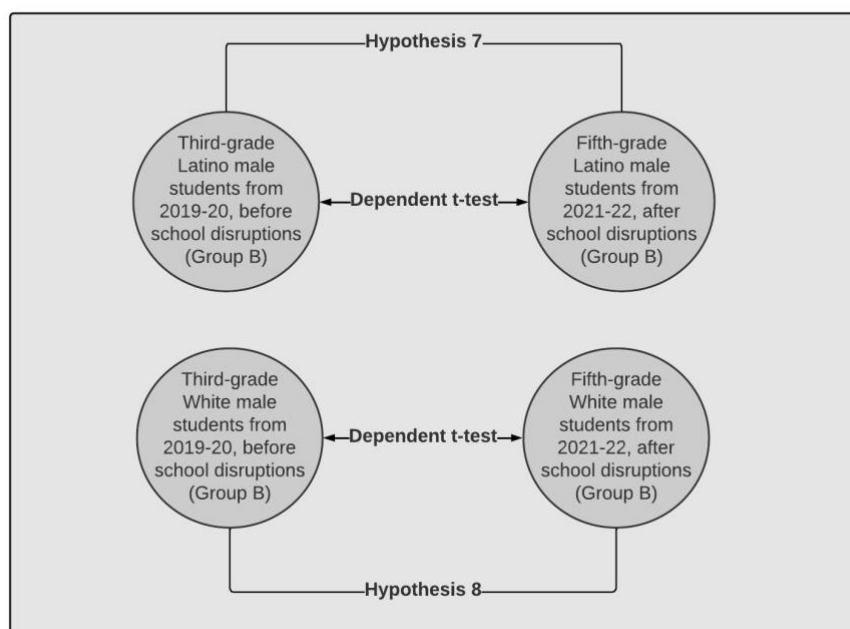 Hypothesis 7
Third-grade
Latino male
students from
2019-20, before
school disruptions
(Group B)
Dependent t-test
Fifth-grade
Latino male
students from
2021-22, after
school disruptions
(Group B)
Third-grade
White male
students from
2019-20, before
school disruptions
(Group B)
Dependent t-test
Fifth-grade
White male
students from
2021-22, after
school disruptions
(Group B)
Hypothesis 8